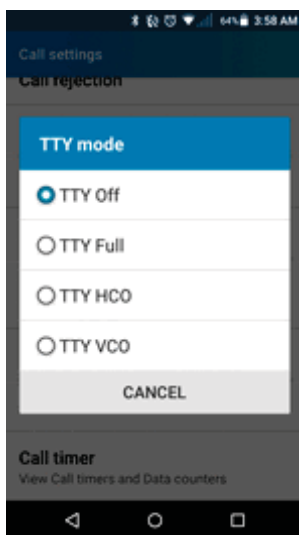 64% 3:58 AM
Call settings
Call rejection
TTY mode
TTY Off
TTY Full
TTY HCO
TTY VCO
CANCEL
Call timer
View Call timers and Data counters